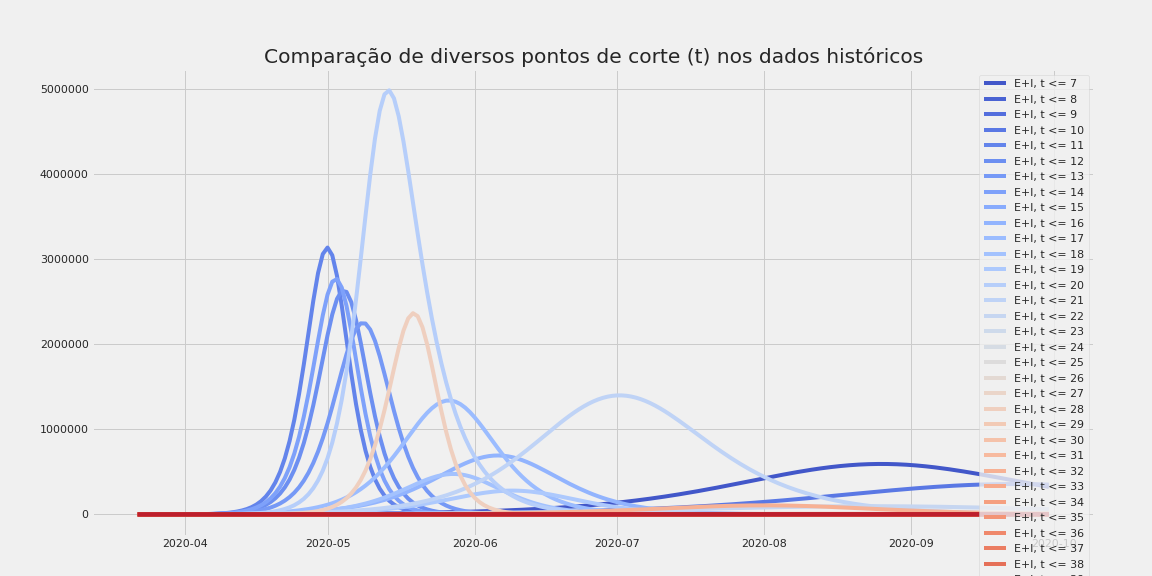 Comparação de diversos pontos de corte (t) nos dados históricos
5000000
4000000
3000000
2000000
1000000
0
2020-04
2020-05
2020-06
2020-07
2020-08
2020-09
2020-10
E+I, t <= 7
E+I, t <= 8
E+I, t <= 9
E+I, t <= 10
E+I, t <= 11
E+I, t <= 12
E+I, t <= 13
E+I, t <= 14
E+I, t <= 15
E+I, t <= 16
E+I, t <= 17
E+I, t <= 18
E+I, t <= 19
E+I, t <= 20
E+I, t <= 21
E+I, t <= 22
E+I, t <= 23
E+I, t <= 24
E+I, t <= 25
E+I, t <= 26
E+I, t <= 27
E+I, t <= 28
E+I, t <= 29
E+I, t <= 30
E+I, t <= 31
E+I, t <= 32
E+I, t <= 33
E+I, t <= 34
E+I, t <= 35
E+I, t <= 36
E+I, t <= 37
E+I, t <= 38